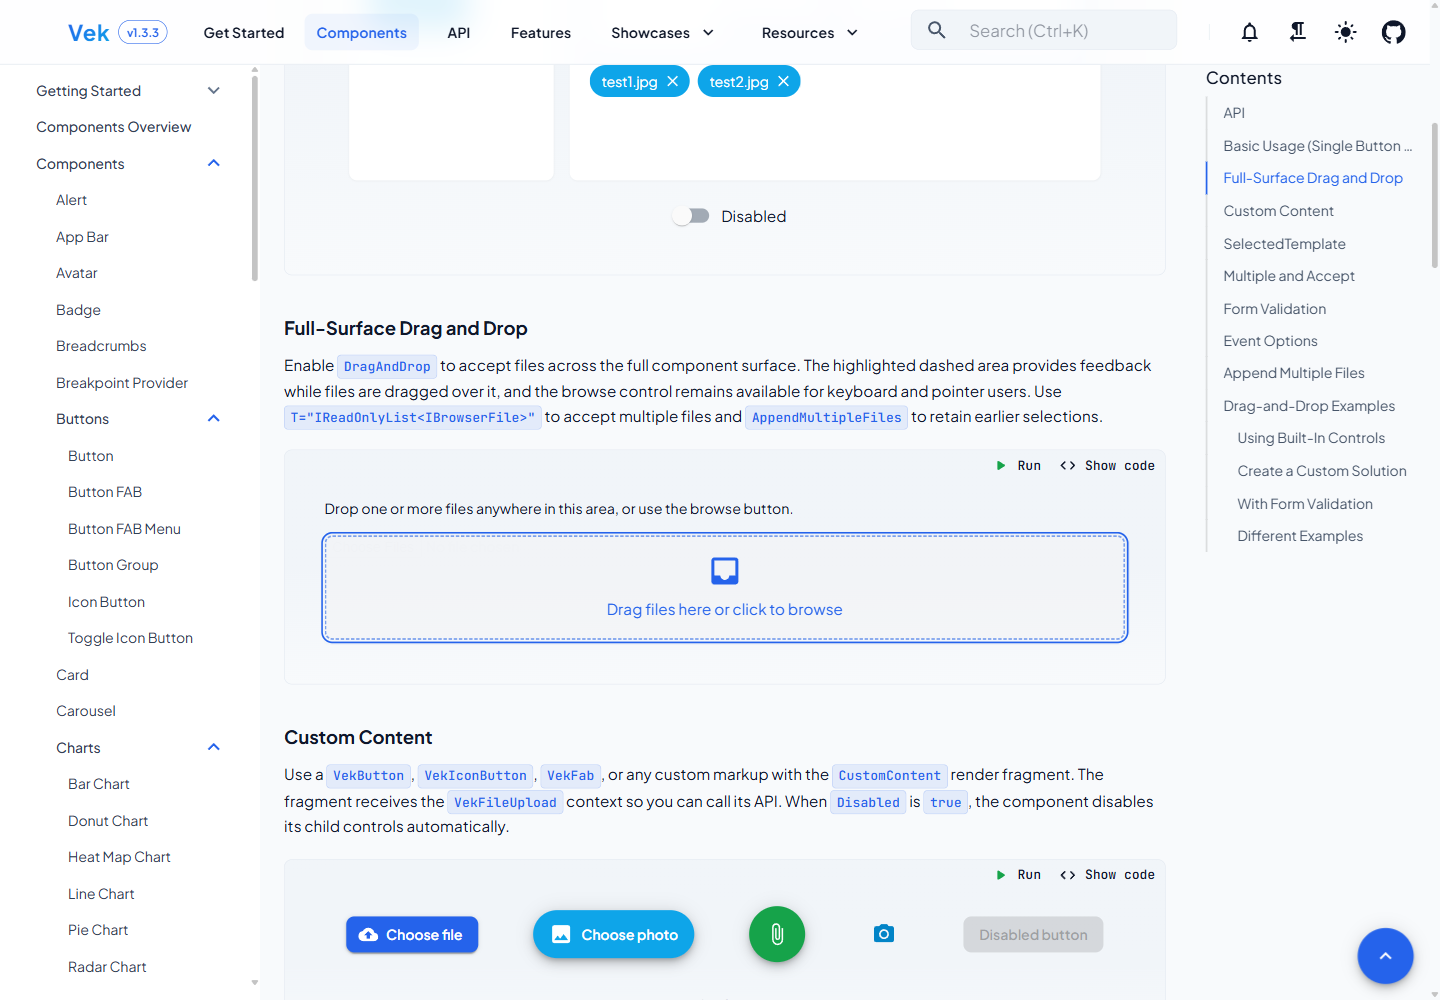 Vek v1.3.3
Get Started
Components
API
Features
Showcases
Resources
Search (Ctrl+K)
Getting Started
Components Overview
Components
Alert
App Bar
Avatar
Badge
Breadcrumbs
Breakpoint Provider
Buttons
Button
Button FAB
Button FAB Menu
Button Group
Icon Button
Toggle Icon Button
Card
Carousel
Charts
Bar Chart
Donut Chart
Heat Map Chart
Line Chart
Pie Chart
Radar Chart
test1.jpg
test2.jpg
Disabled
Full-Surface Drag and Drop
Enable DragAndDrop to accept files across the full component surface. The highlighted dashed area provides feedback
while files are dragged over it, and the browse control remains available for keyboard and pointer users. Use
T="IReadOnlyList<IBrowserFile>" to accept multiple files and AppendMultipleFiles to retain earlier selections.
Run
Show code
Drop one or more files anywhere in this area, or use the browse button.
Drag files here or click to browse
Custom Content
Use a VekButton, VekIconButton, VekFab, or any custom markup with the CustomContent render fragment. The
fragment receives the VekFileUpload context so you can call its API. When Disabled is true, the component disables
its child controls automatically.
Run
Show code
Choose file
Choose photo
Disabled button
Contents
API
Basic Usage (Single Button ...
Full-Surface Drag and Drop
Custom Content
SelectedTemplate
Multiple and Accept
Form Validation
Event Options
Append Multiple Files
Drag-and-Drop Examples
Using Built-In Controls
Create a Custom Solution
With Form Validation
Different Examples